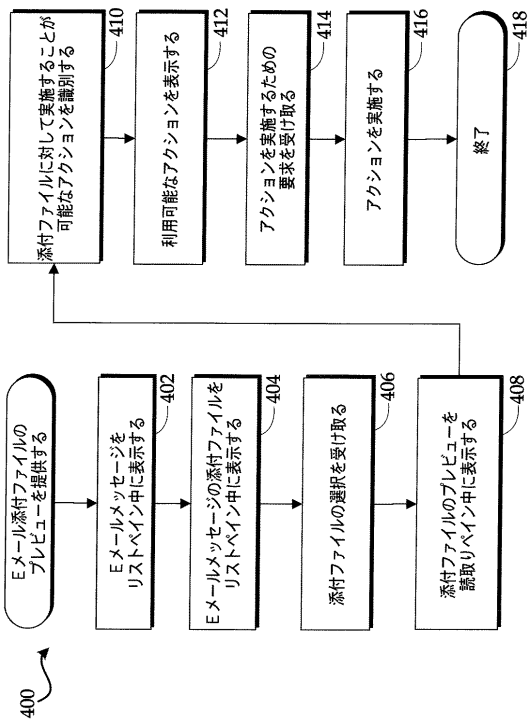 400
Eメール添付ファイルの
プレビューを提供する
Eメールメッセージを
リストペイン中に表示する
402
Eメールメッセージの添付ファイルを
リストペイン中に表示する
404
添付ファイルの選択を受け取る
406
添付ファイルのプレビューを
読取りペイン中に表示する
408
添付ファイルに対して実施することが
可能なアクションを識別する
410
利用可能なアクションを表示する
412
アクションを実施するための
要求を受け取る
414
アクションを実施する
416
終了
418